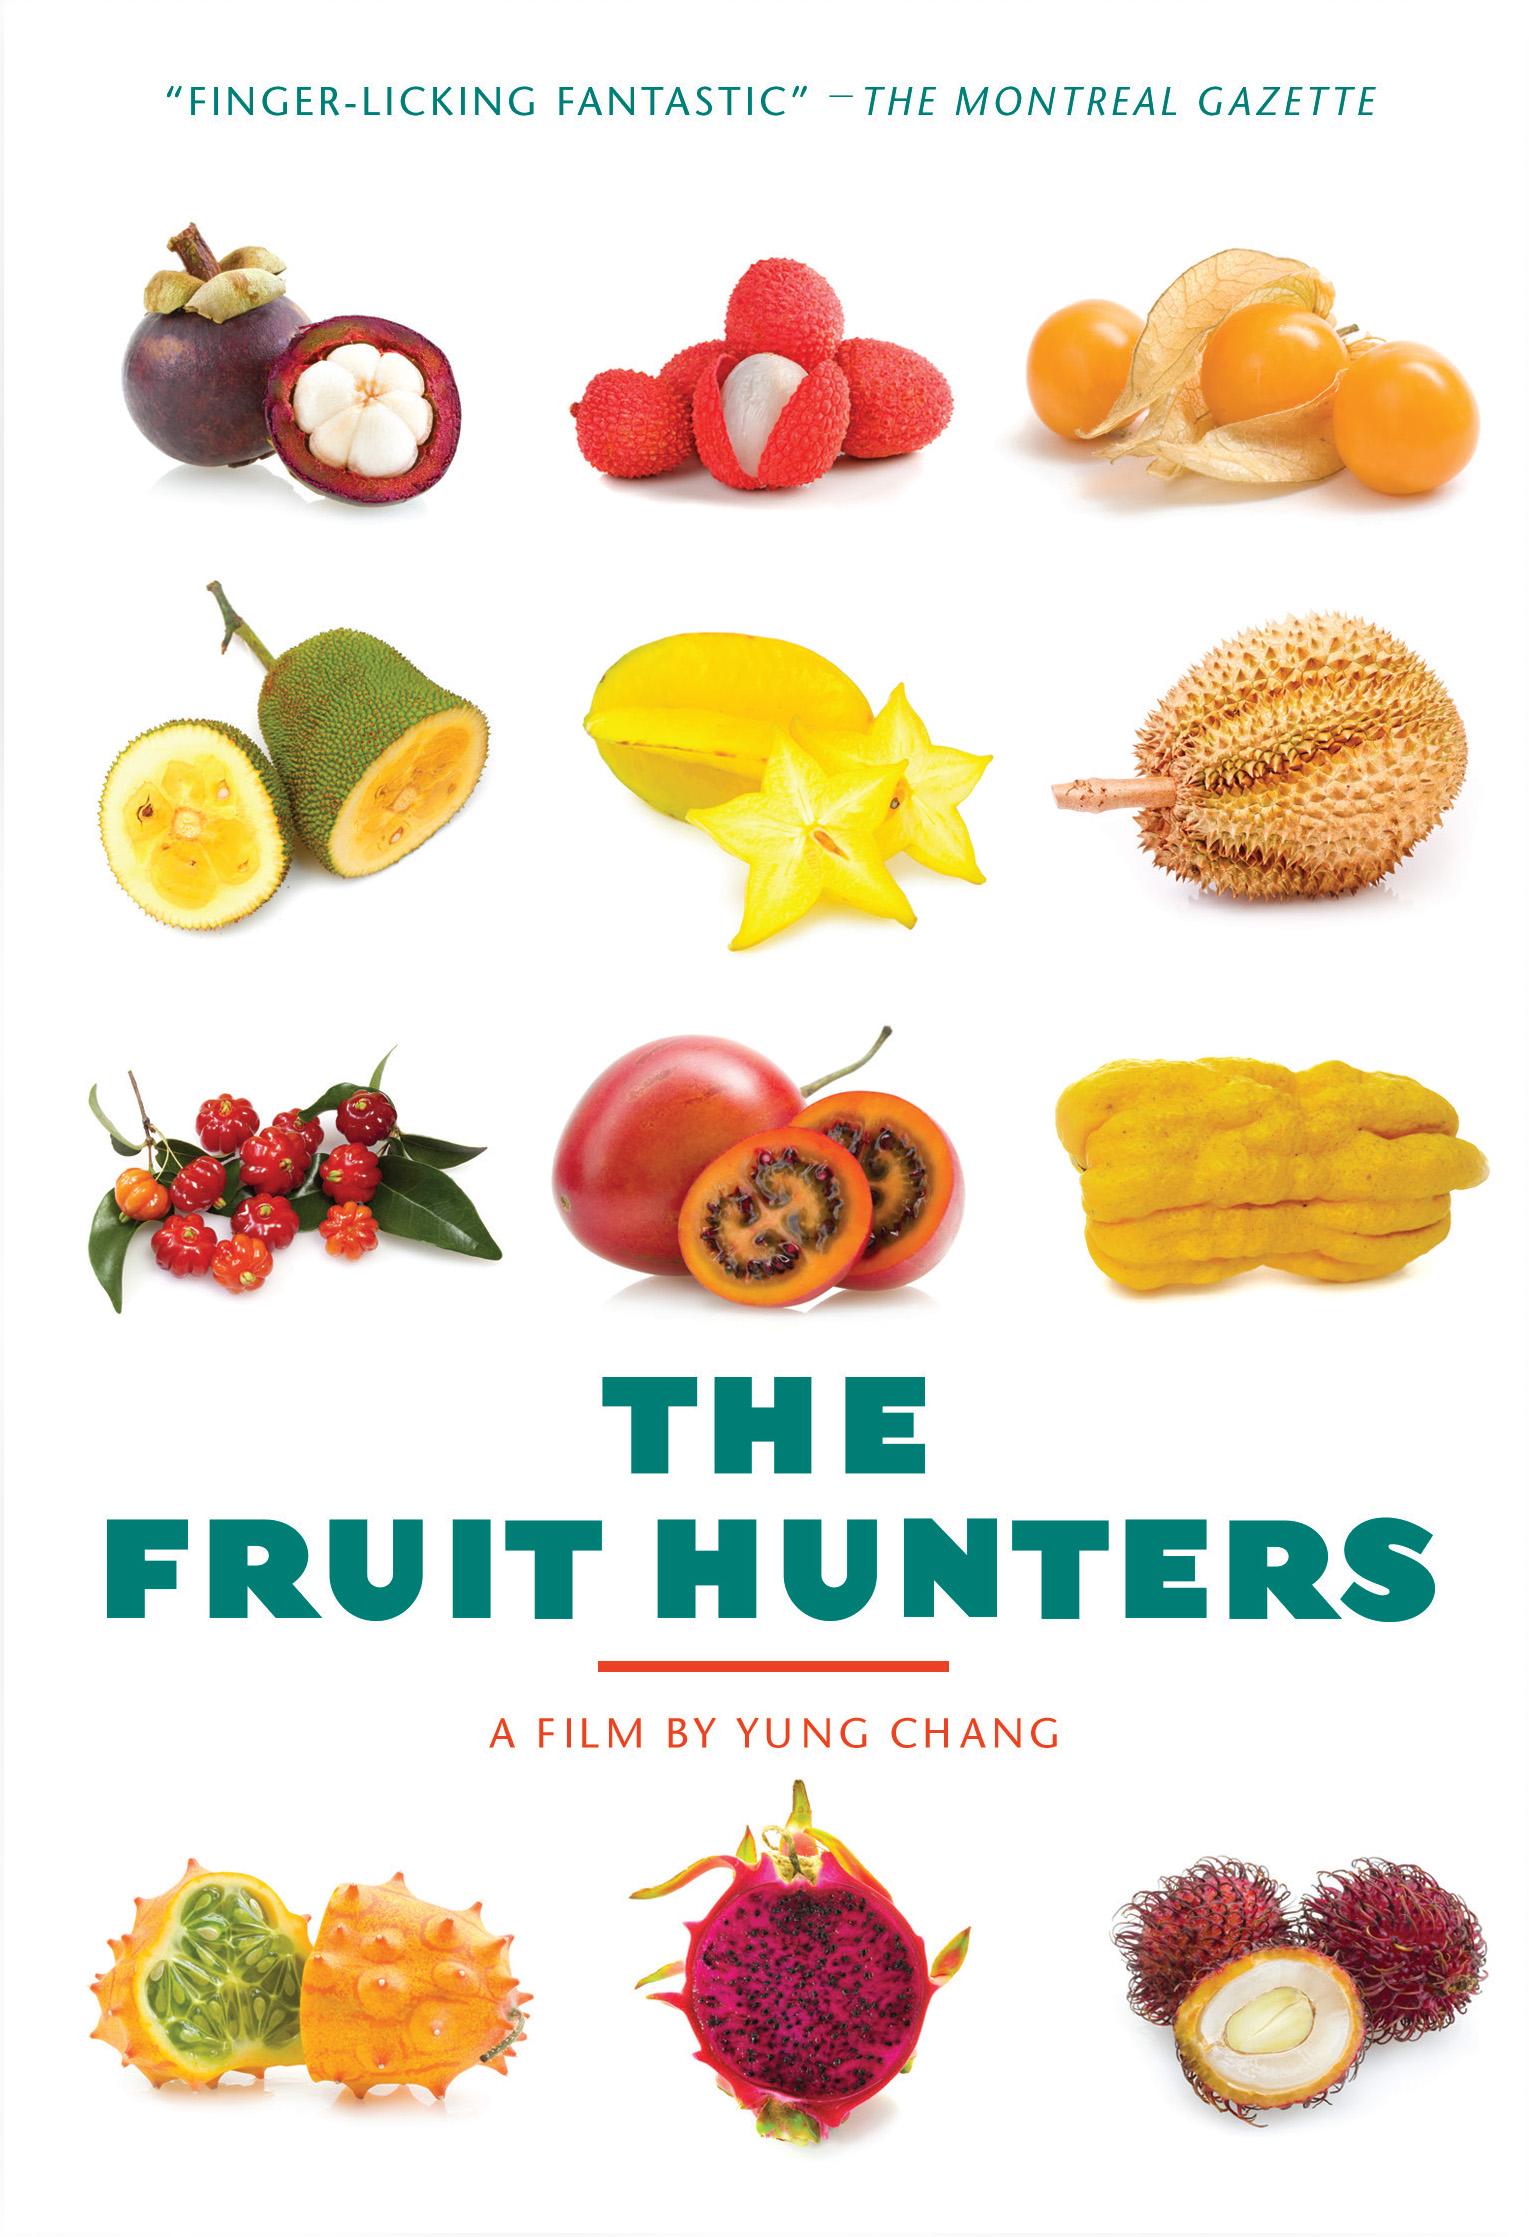 “FINGER-LICKING FANTASTIC” – THE MONTREAL GAZETTE
THE
FRUIT HUNTERS
A FILM BY YUNG CHANG